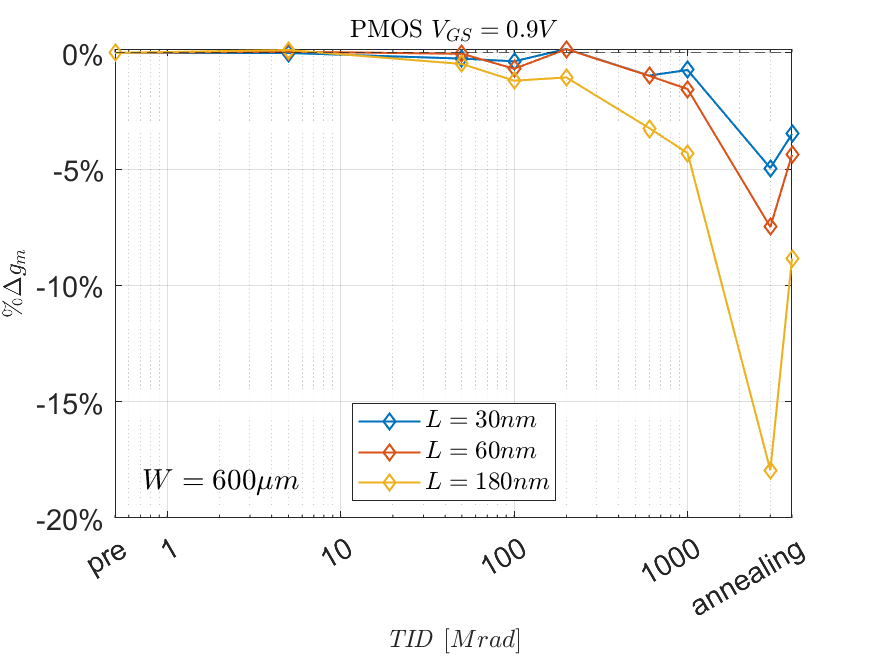 PMOS V_GS = 0.9V
0%
-5%
-10%
-15%
-20%
%Δg_m
L = 30nm
L = 60nm
L = 180nm
W = 600μm
pre 1 10 100 1000 annealing
TID [Mrad]